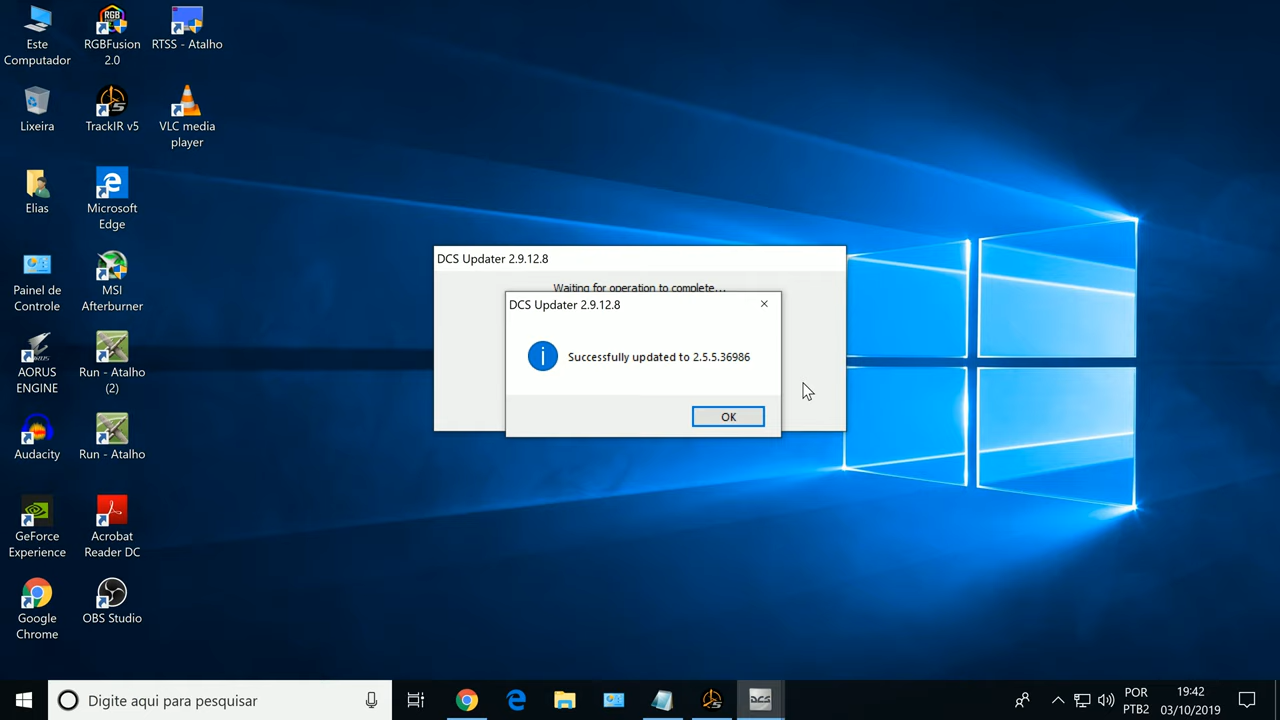 Este
Computador
RGBFusion
2.0
RTSS - Atalho
Lixeira
TrackIR v5
VLC media
player
Elias
Microsoft
Edge
Painel de
Controle
MSI
Afterburner
AORUS
ENGINE
Run - Atalho
(2)
Audacity
Run - Atalho
GeForce
Experience
Acrobat
Reader DC
Google
Chrome
OBS Studio
DCS Updater 2.9.12.8
Waiting for operation to complete...
DCS Updater 2.9.12.8
Successfully updated to 2.5.5.36986
OK
Digite aqui para pesquisar
DCS
POR
PTB2
19:42
03/10/2019